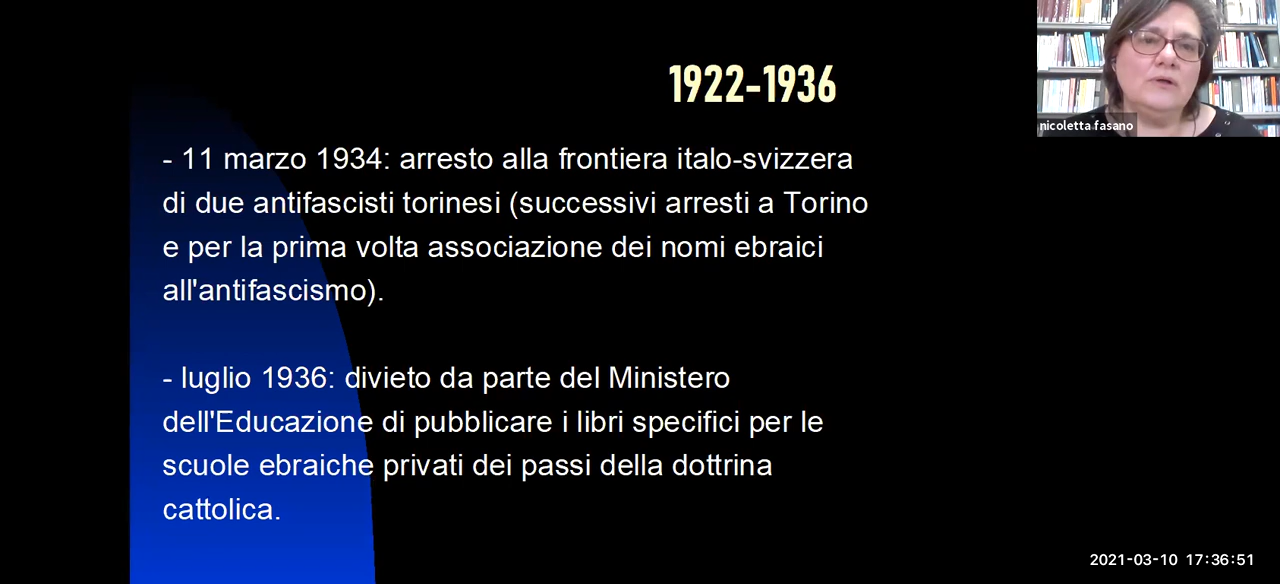 1922-1936
nicoletta fasano
- 11 marzo 1934: arresto alla frontiera italo-svizzera
di due antifascisti torinesi (successivi arresti a Torino
e per la prima volta associazione dei nomi ebraici
all'antifascismo).
- luglio 1936: divieto da parte del Ministero
dell'Educazione di pubblicare i libri specifici per le
scuole ebraiche privati dei passi della dottrina
cattolica.
2021-03-10 17:36:51